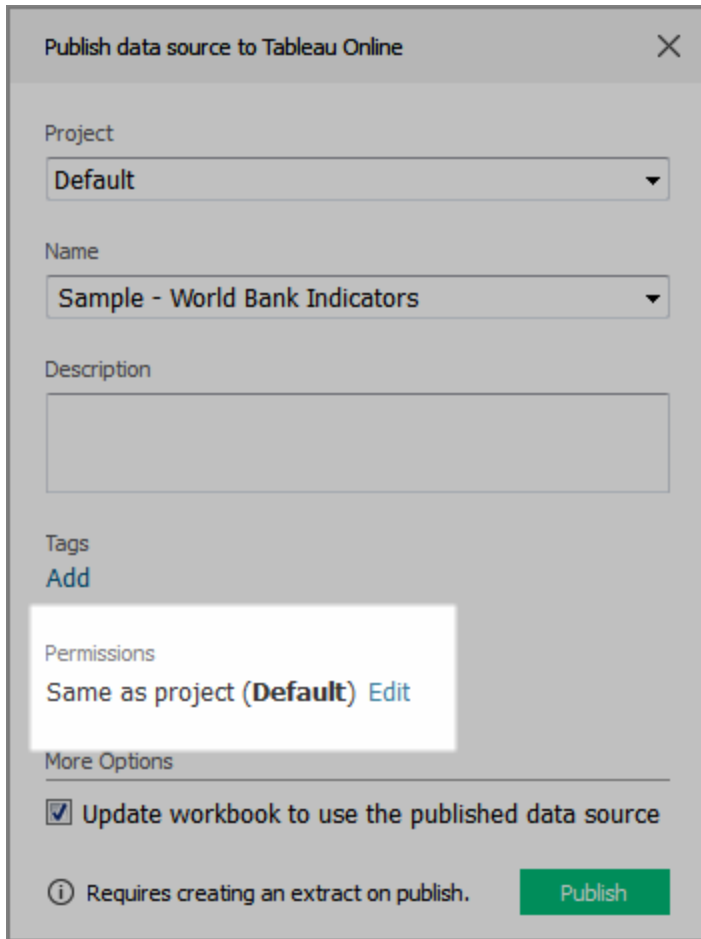 Publish data source to Tableau Online
Project
Default
Name
Sample - World Bank Indicators
Description
Tags
Add
Permissions
Same as project (Default) Edit
More Options
Update workbook to use the published data source
Requires creating an extract on publish.
Publish